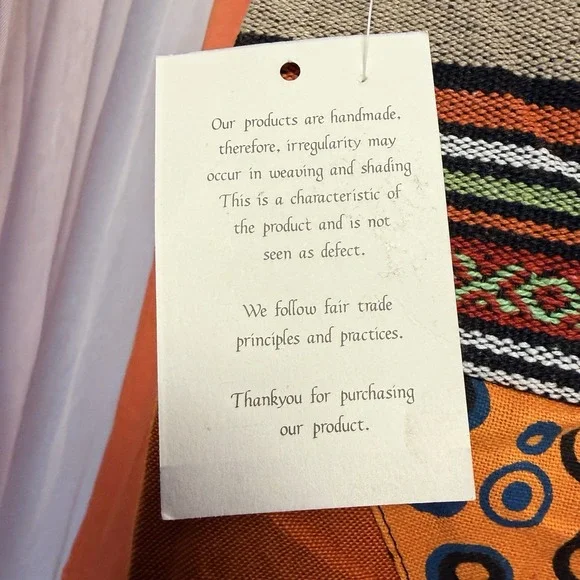 Our products are handmade,
therefore, irregularity may
occur in weaving and shading
This is a characteristic of
the product and is not
seen as defect.
We follow fair trade
principles and practices.
Thankyou for purchasing
our product.